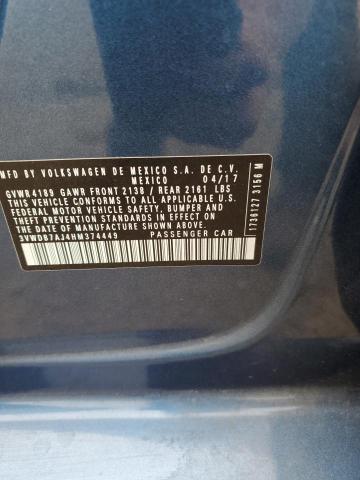 MFD BY VOLKSWAGEN DE MEXICO S.A. DE C.V.
MEXICO 04/17
GVWR4189 GAWR FRONT 2138 / REAR 2161 LBS
THIS VEHICLE CONFORMS TO ALL APPLICABLE U.S.
FEDERAL MOTOR VEHICLE SAFETY, BUMPER AND
THEFT PREVENTION STANDARDS IN EFFECT ON
THE DATE OF MANUFACTURE SHOWN ABOVE.
3VWDB7AJ4HM374449 PASSENGER CAR
1736127 3156 M